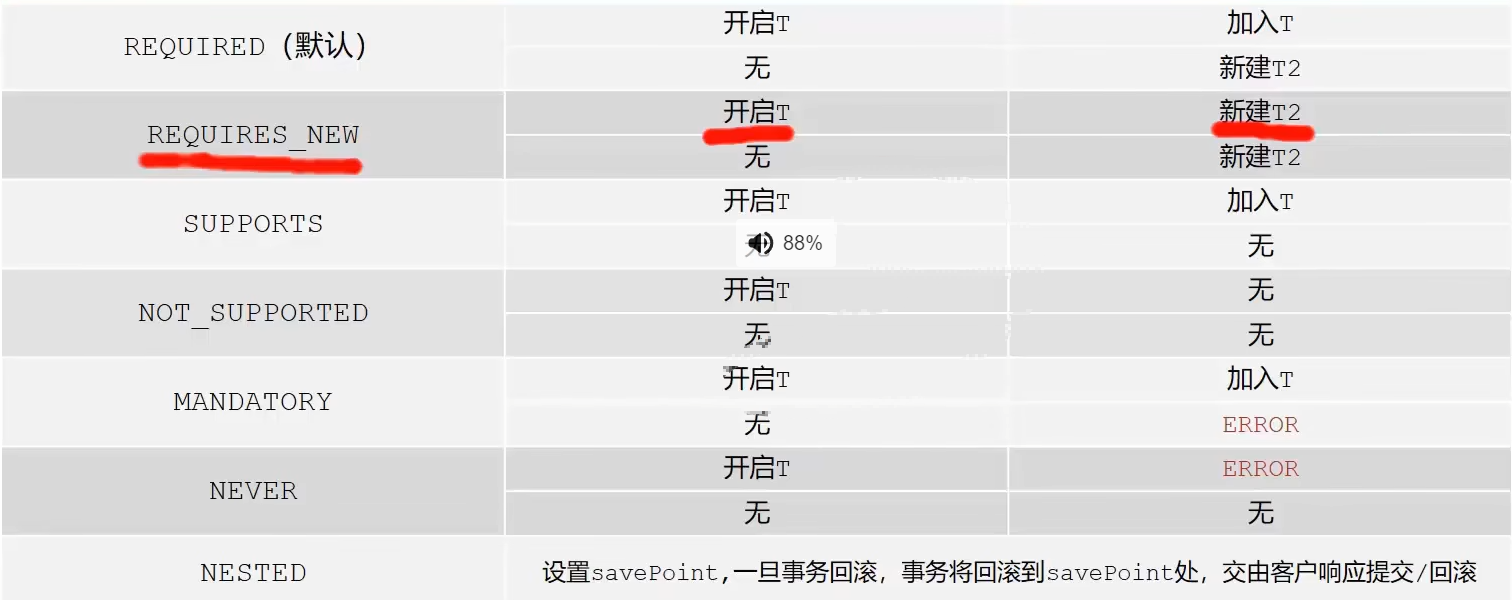 REQUIRED（默认）
开启T
加入T
无
新建T2
REQUIRES_NEW
开启T
新建T2
无
新建T2
SUPPORTS
开启T
加入T
88%
无
NOT_SUPPORTED
开启T
无
无
无
MANDATORY
开启T
加入T
无
ERROR
NEVER
开启T
ERROR
无
无
NESTED
设置savePoint,一旦事务回滚，事务将回滚到savePoint处，交由客户响应提交/回滚